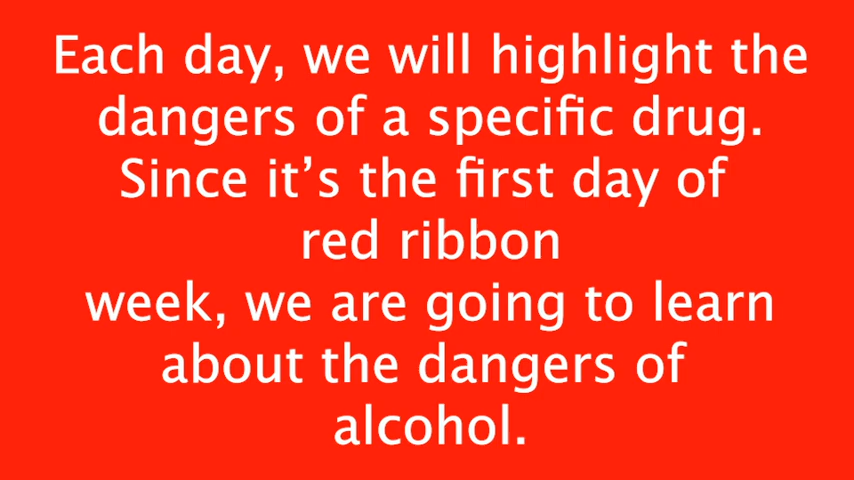 Each day, we will highlight the
dangers of a specific drug.
Since it’s the first day of
red ribbon
week, we are going to learn
about the dangers of
alcohol.